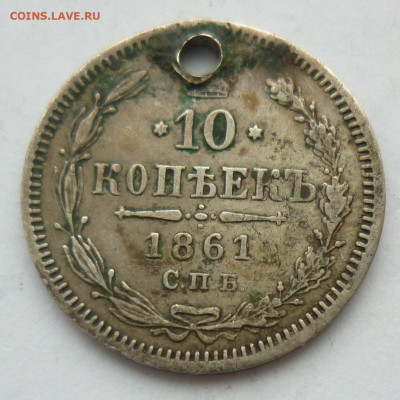 COINS.LAVE.RU
* 10 *
КОПѢЕКЪ
1861
С.П.Б.